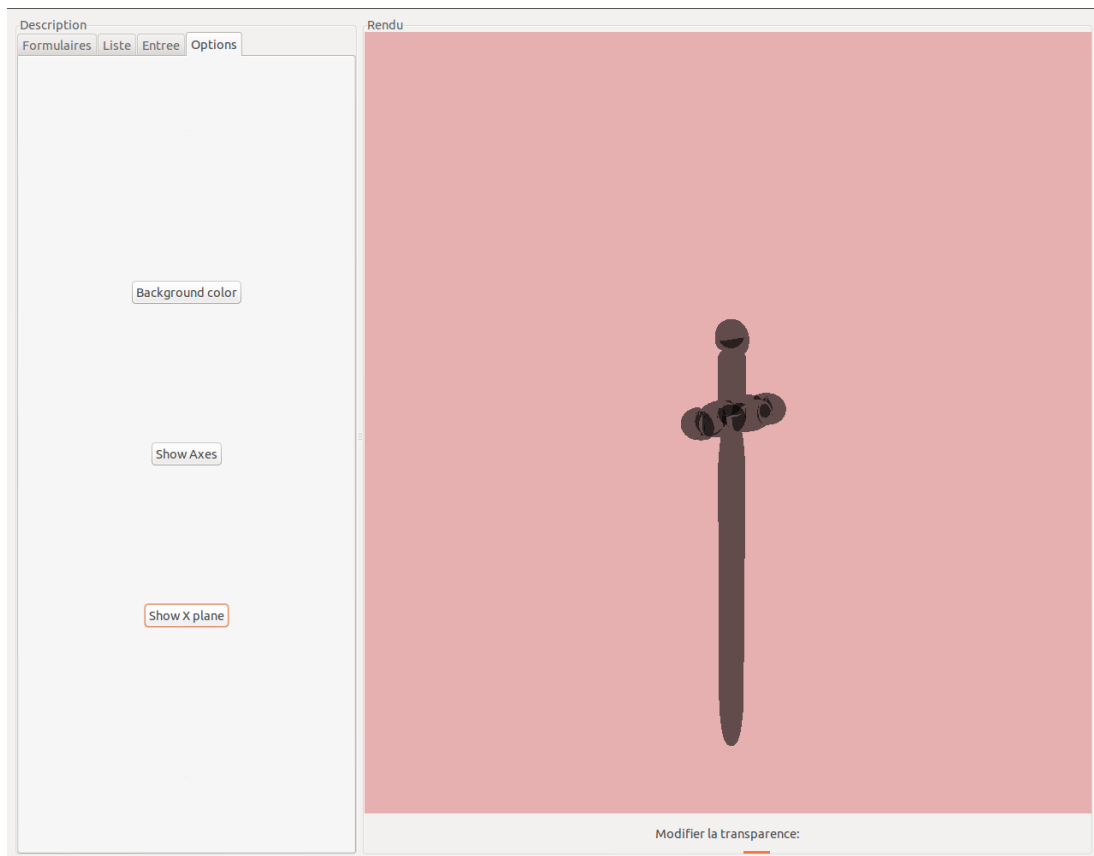 Description
Formulaires Liste Entree Options
Background color
Show Axes
Show X plane
Rendu
Modifier la transparence: